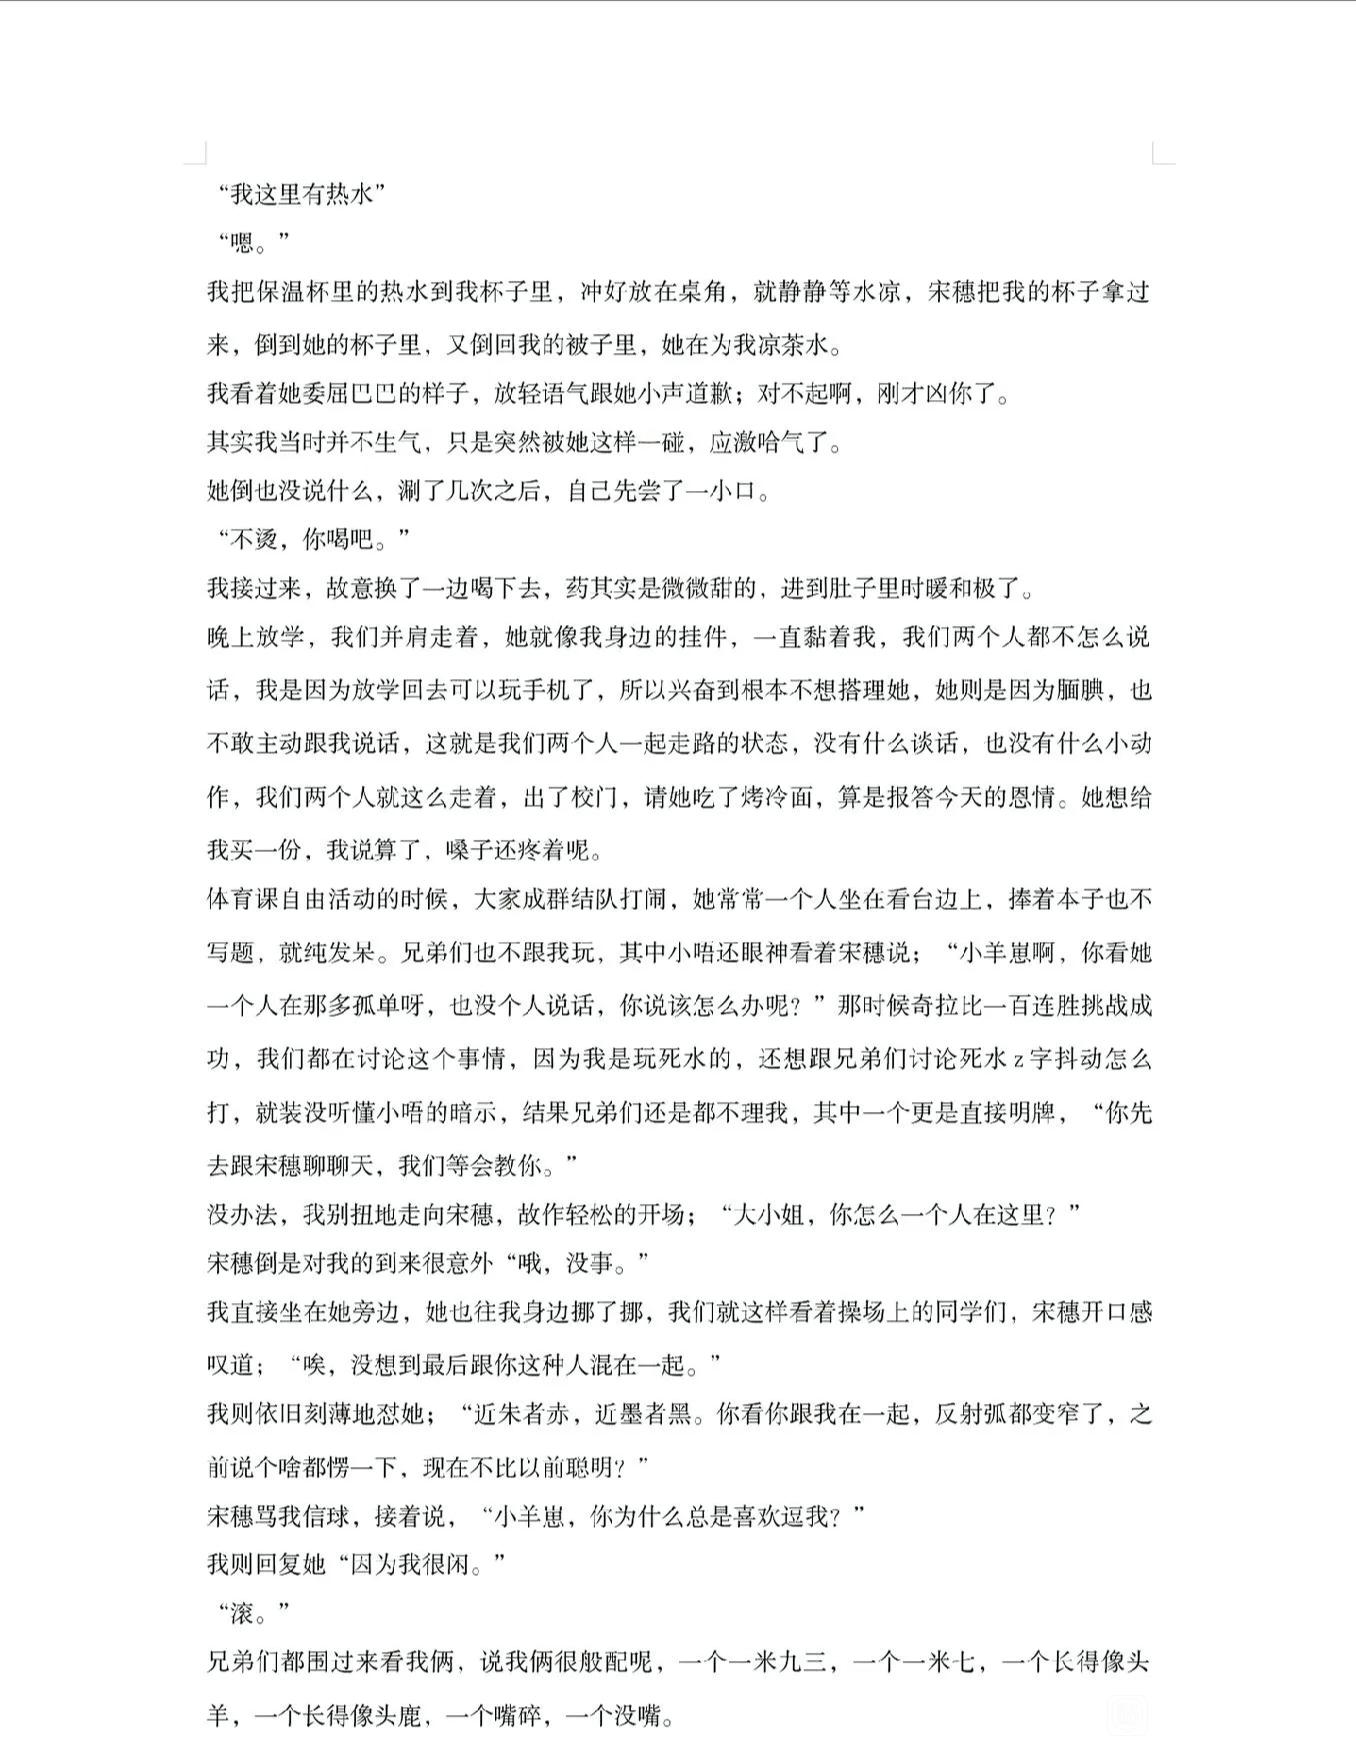 “我这里有热水”
“嗯。”
我把保温杯里的热水到我杯子里，冲好放在桌角，就静静等水凉，宋穗把我的杯子拿过
来，倒到她的杯子里，又倒回我的被子里，她在为我凉茶水。
我看着她委屈巴巴的样子，放轻语气跟她小声道歉；对不起啊，刚才凶你了。
其实我当时并不生气，只是突然被她这样一碰，应激哈气了。
她倒也没说什么，涮了几次之后，自己先尝了一小口。
“不烫，你喝吧。”
我接过来，故意换了一边喝下去，药其实是微微甜的，进到肚子里时暖和极了。
晚上放学，我们并肩走着，她就像我身边的挂件，一直黏着我，我们两个人都不怎么说
话，我是因为放学回去可以玩手机了，所以兴奋到根本不想搭理她，她则是因为腼腆，也
不敢主动跟我说话，这就是我们两个人一起走路的状态，没有什么谈话，也没有什么小动
作，我们两个人就这么走着，出了校门，请她吃了烤冷面，算是报答今天的恩情。她想给
我买一份，我说算了，嗓子还疼着呢。
体育课自由活动的时候，大家成群结队打闹，她常常一个人坐在看台边上，捧着本子也不
写题，就纯发呆。兄弟们也不跟我玩，其中小唔还眼神看着宋穗说；“小羊崽啊，你看她
一个人在那多孤单呀，也没个人说话，你说该怎么办呢？”那时候奇拉比一百连胜挑战成
功，我们都在讨论这个事情，因为我是玩死水的，还想跟兄弟们讨论死水z字抖动怎么
打，就装没听懂小唔的暗示，结果兄弟们还是都不理我，其中一个更是直接明牌，“你先
去跟宋穗聊聊天，我们等会教你。”
没办法，我别扭地走向宋穗，故作轻松的开场；“大小姐，你怎么一个人在这里？”
宋穗倒是对我的到来很意外“哦，没事。”
我直接坐在她旁边，她也往我身边挪了挪，我们就这样看着操场上的同学们，宋穗开口感
叹道；“唉，没想到最后跟你这种人混在一起。”
我则依旧刻薄地怼她；“近朱者赤，近墨者黑。你看你跟我在一起，反射弧都变窄了，之
前说个啥都愣一下，现在不比以前聪明？”
宋穗骂我信球，接着说，“小羊崽，你为什么总是喜欢逗我？”
我则回复她“因为我很闲。”
“滚。”
兄弟们都围过来看我俩，说我俩很般配呢，一个一米九三，一个一米七，一个长得像头
羊，一个长得像头鹿，一个嘴碎，一个没嘴。